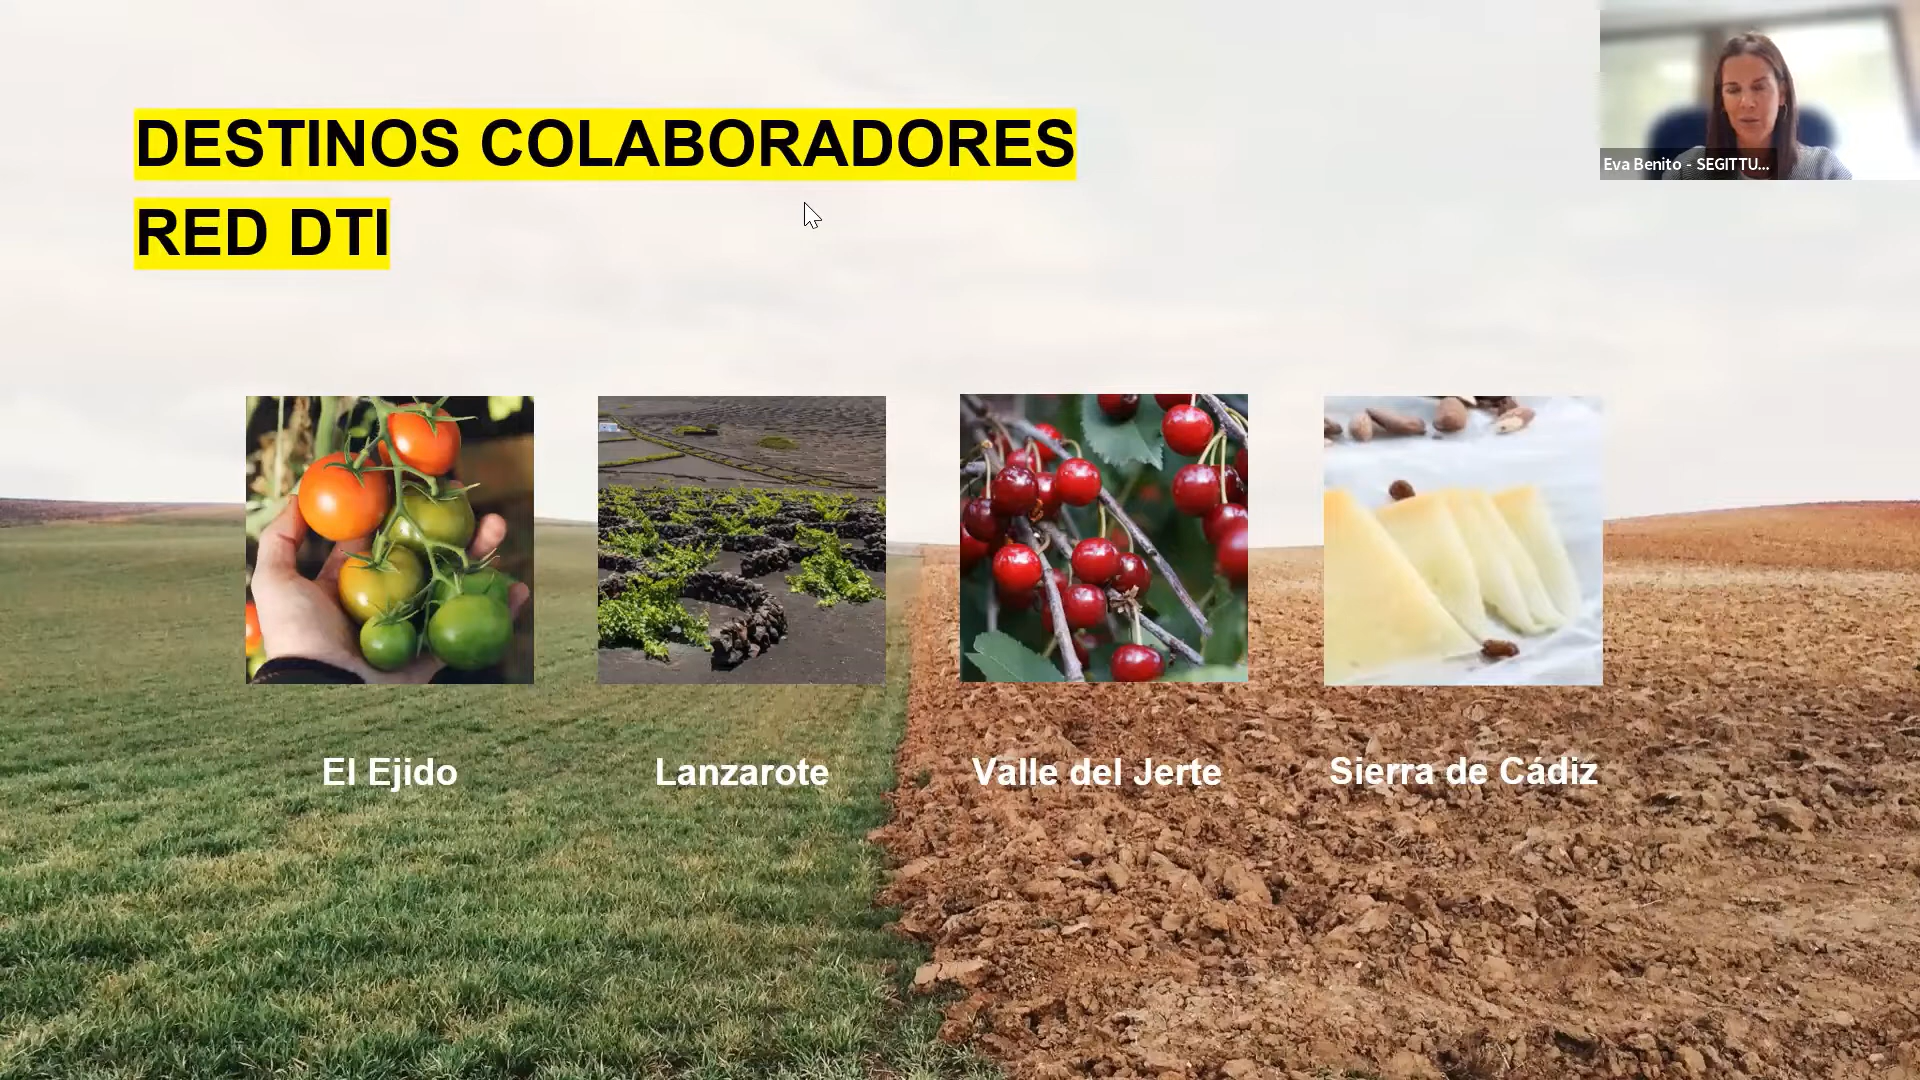 DESTINOS COLABORADORES
RED DTI
Eva Benito - SEGITTU...
El Ejido
Lanzarote
Valle del Jerte
Sierra de Cádiz